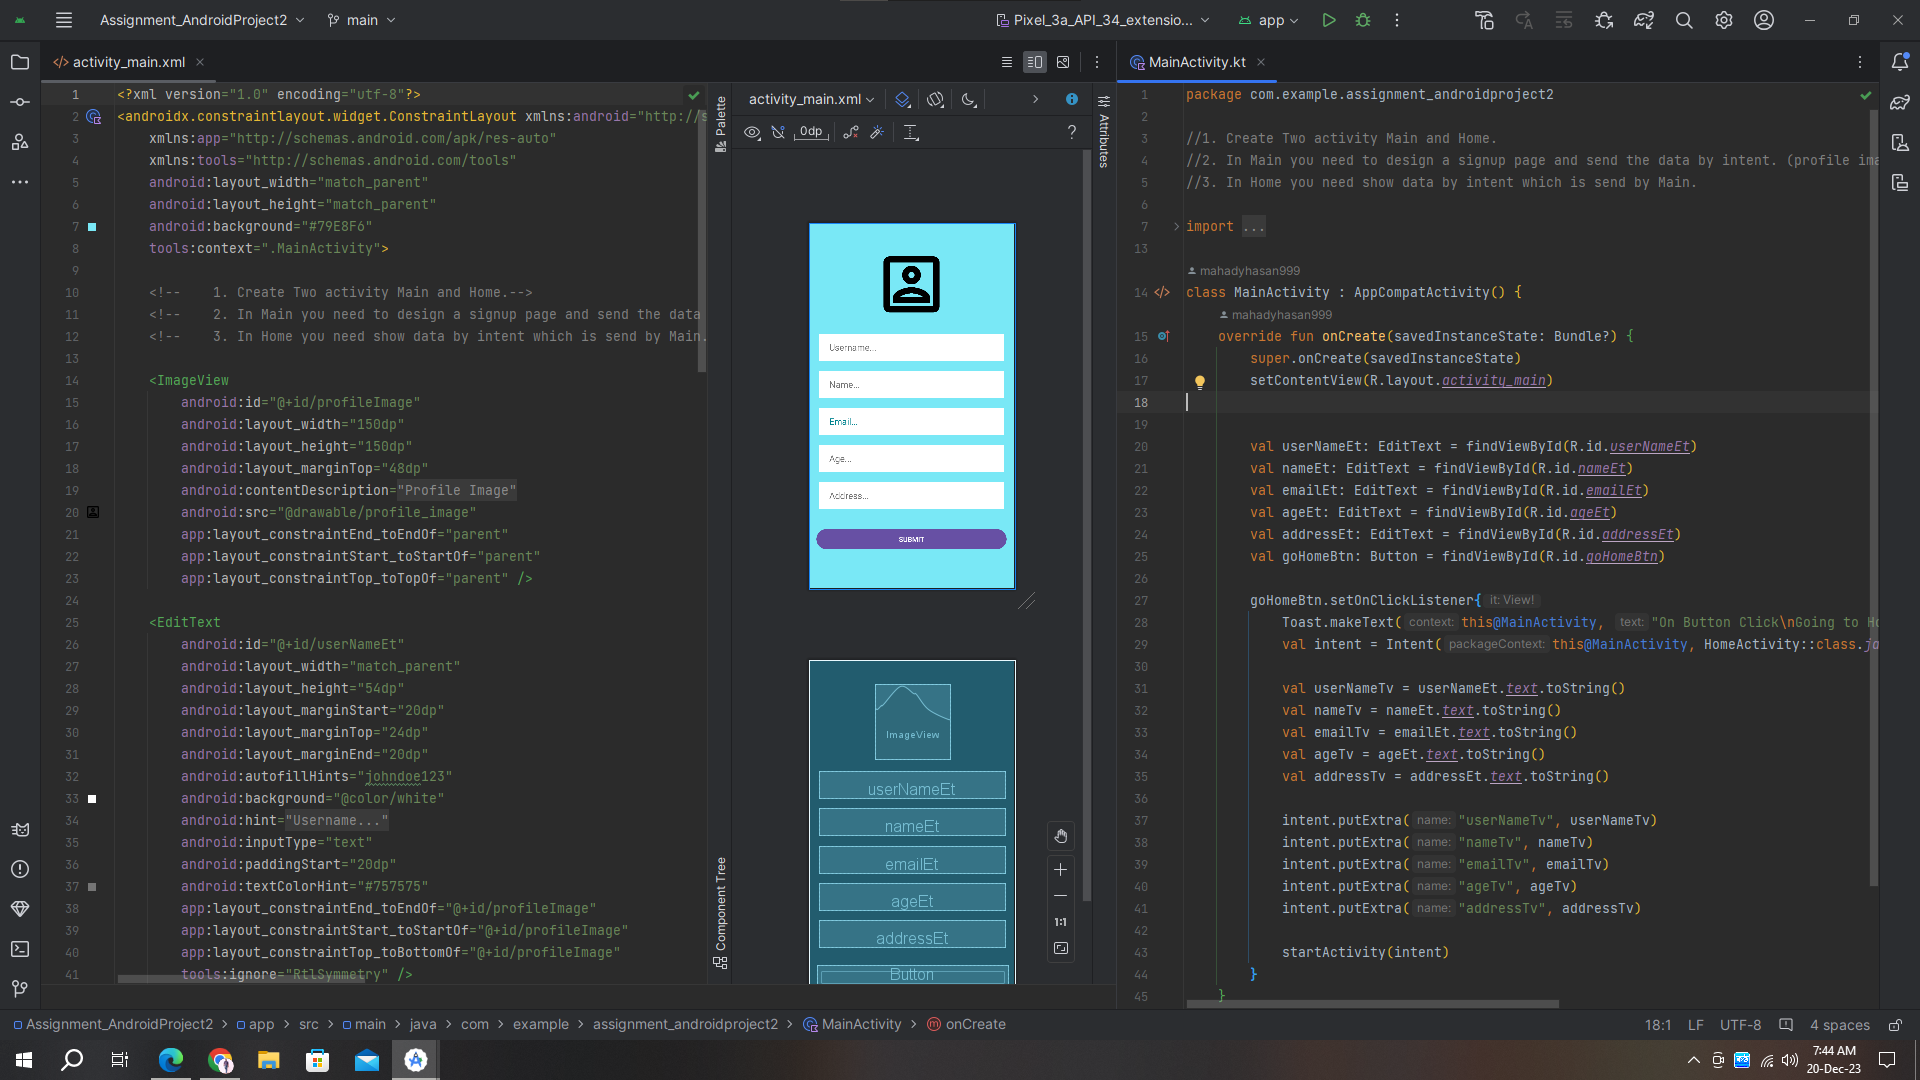 Assignment_AndroidProject2
main
Pixel_3a_API_34_extensio...
app
activity_main.xml
1 <?xml version="1.0" encoding="utf-8"?>
2 <androidx.constraintlayout.widget.ConstraintLayout xmlns:android="http://s
3 xmlns:app="http://schemas.android.com/apk/res-auto"
4 xmlns:tools="http://schemas.android.com/tools"
5 android:layout_width="match_parent"
6 android:layout_height="match_parent"
7 android:background="#79E8F6"
8 tools:context=".MainActivity">
9
10 <!-- 1. Create Two activity Main and Home.-->
11 <!-- 2. In Main you need to design a signup page and send the data
12 <!-- 3. In Home you need show data by intent which is send by Main.
13
14 <ImageView
15 android:id="@+id/profileImage"
16 android:layout_width="150dp"
17 android:layout_height="150dp"
18 android:layout_marginTop="48dp"
19 android:contentDescription="Profile Image"
20 android:src="@drawable/profile_image"
21 app:layout_constraintEnd_toEndOf="parent"
22 app:layout_constraintStart_toStartOf="parent"
23 app:layout_constraintTop_toTopOf="parent" />
24
25 <EditText
26 android:id="@+id/userNameEt"
27 android:layout_width="match_parent"
28 android:layout_height="54dp"
29 android:layout_marginStart="20dp"
30 android:layout_marginTop="24dp"
31 android:layout_marginEnd="20dp"
32 android:autofillHints="johndoe123"
33 android:background="@color/white"
34 android:hint="Username..."
35 android:inputType="text"
36 android:paddingStart="20dp"
37 android:textColorHint="#757575"
38 app:layout_constraintEnd_toEndOf="@+id/profileImage"
39 app:layout_constraintStart_toStartOf="@+id/profileImage"
40 app:layout_constraintTop_toBottomOf="@+id/profileImage"
41 tools:ignore="RtlSymmetry" />
Palette
Component Tree
activity_main.xml
0dp
?
Attributes
Username...
Name...
Email...
Age...
Address...
SUBMIT
ImageView
userNameEt
nameEt
emailEt
ageEt
addressEt
Button
1:1
MainActivity.kt
1 package com.example.assignment_androidproject2
2
3 //1. Create Two activity Main and Home.
4 //2. In Main you need to design a signup page and send the data by intent. (profile ima
5 //3. In Home you need show data by intent which is send by Main.
6
7 import ...
13
mahadyhasan999
14 class MainActivity : AppCompatActivity() {
mahadyhasan999
15 override fun onCreate(savedInstanceState: Bundle?) {
16 super.onCreate(savedInstanceState)
17 setContentView(R.layout.activity_main)
18
19
20 val userNameEt: EditText = findViewById(R.id.userNameEt)
21 val nameEt: EditText = findViewById(R.id.nameEt)
22 val emailEt: EditText = findViewById(R.id.emailEt)
23 val ageEt: EditText = findViewById(R.id.ageEt)
24 val addressEt: EditText = findViewById(R.id.addressEt)
25 val goHomeBtn: Button = findViewById(R.id.goHomeBtn)
26
27 goHomeBtn.setOnClickListener{ it: View!
28 Toast.makeText( context: this@MainActivity, text: "On Button Click\nGoing to Ho
29 val intent = Intent( packageContext: this@MainActivity, HomeActivity::class.ja
30
31 val userNameTv = userNameEt.text.toString()
32 val nameTv = nameEt.text.toString()
33 val emailTv = emailEt.text.toString()
34 val ageTv = ageEt.text.toString()
35 val addressTv = addressEt.text.toString()
36
37 intent.putExtra( name: "userNameTv", userNameTv)
38 intent.putExtra( name: "nameTv", nameTv)
39 intent.putExtra( name: "emailTv", emailTv)
40 intent.putExtra( name: "ageTv", ageTv)
41 intent.putExtra( name: "addressTv", addressTv)
42
43 startActivity(intent)
44 }
45 }
Assignment_AndroidProject2 > app > src > main > java > com > example > assignment_androidproject2 > MainActivity > onCreate
18:1 LF UTF-8 4 spaces
7:44 AM
20-Dec-23